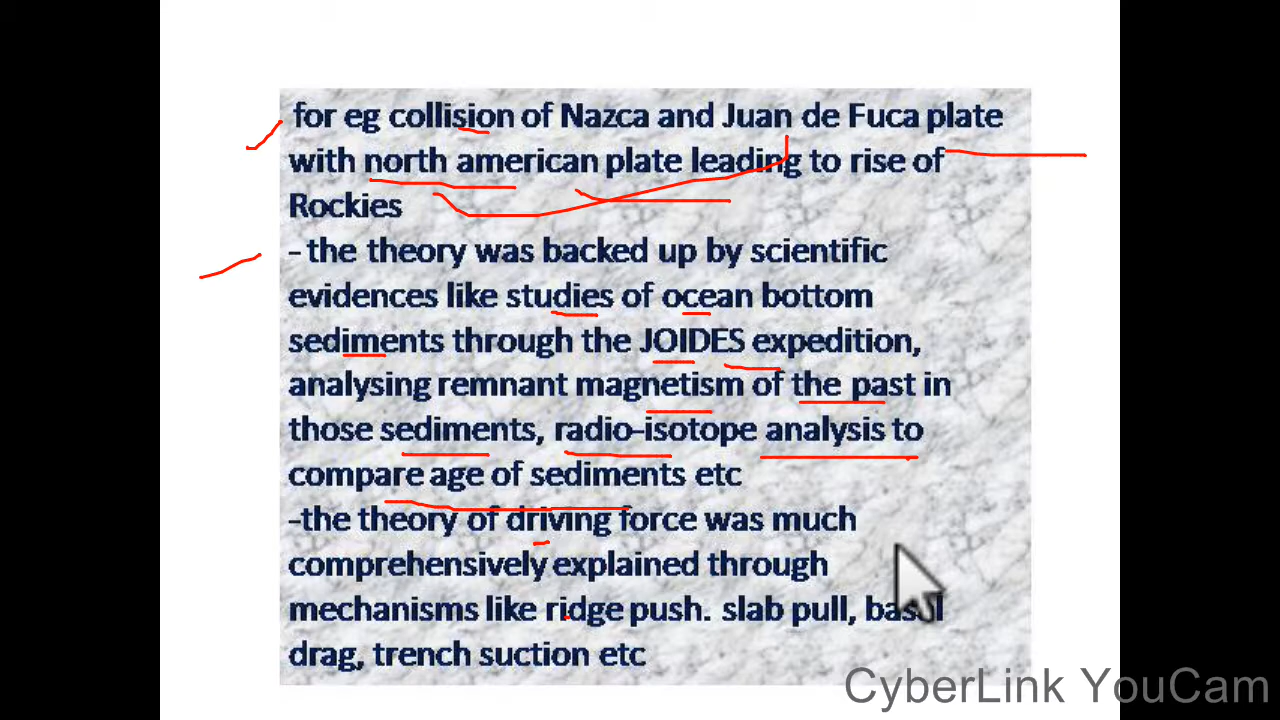 for eg collision of Nazca and Juan de Fuca plate
with north american plate leading to rise of
Rockies
- the theory was backed up by scientific
evidences like studies of ocean bottom
sediments through the JOIDES expedition,
analysing remnant magnetism of the past in
those sediments, radio-isotope analysis to
compare age of sediments etc
-the theory of driving force was much
comprehensively explained through
mechanisms like ridge push. slab pull, basal
drag, trench suction etc
CyberLink YouCam